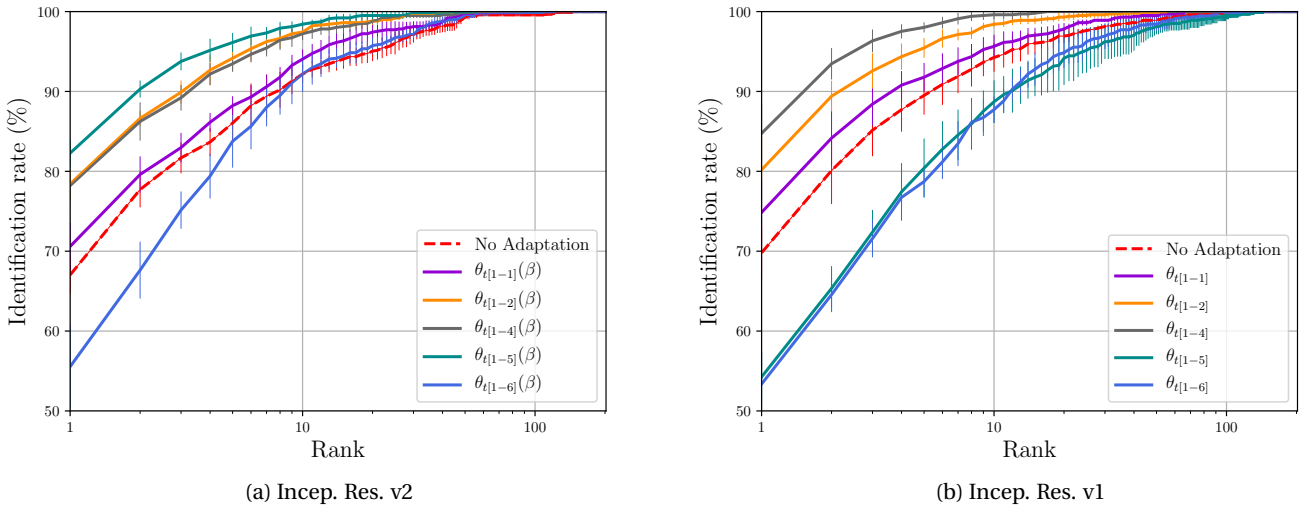 100
90
80
70
60
50
Identification rate (%)
1
10
100
Rank
No Adaptation
θt[1−1](β)
θt[1−2](β)
θt[1−4](β)
θt[1−5](β)
θt[1−6](β)
(a) Incep. Res. v2
100
90
80
70
60
50
Identification rate (%)
1
10
100
Rank
No Adaptation
θt[1−1]
θt[1−2]
θt[1−4]
θt[1−5]
θt[1−6]
(b) Incep. Res. v1